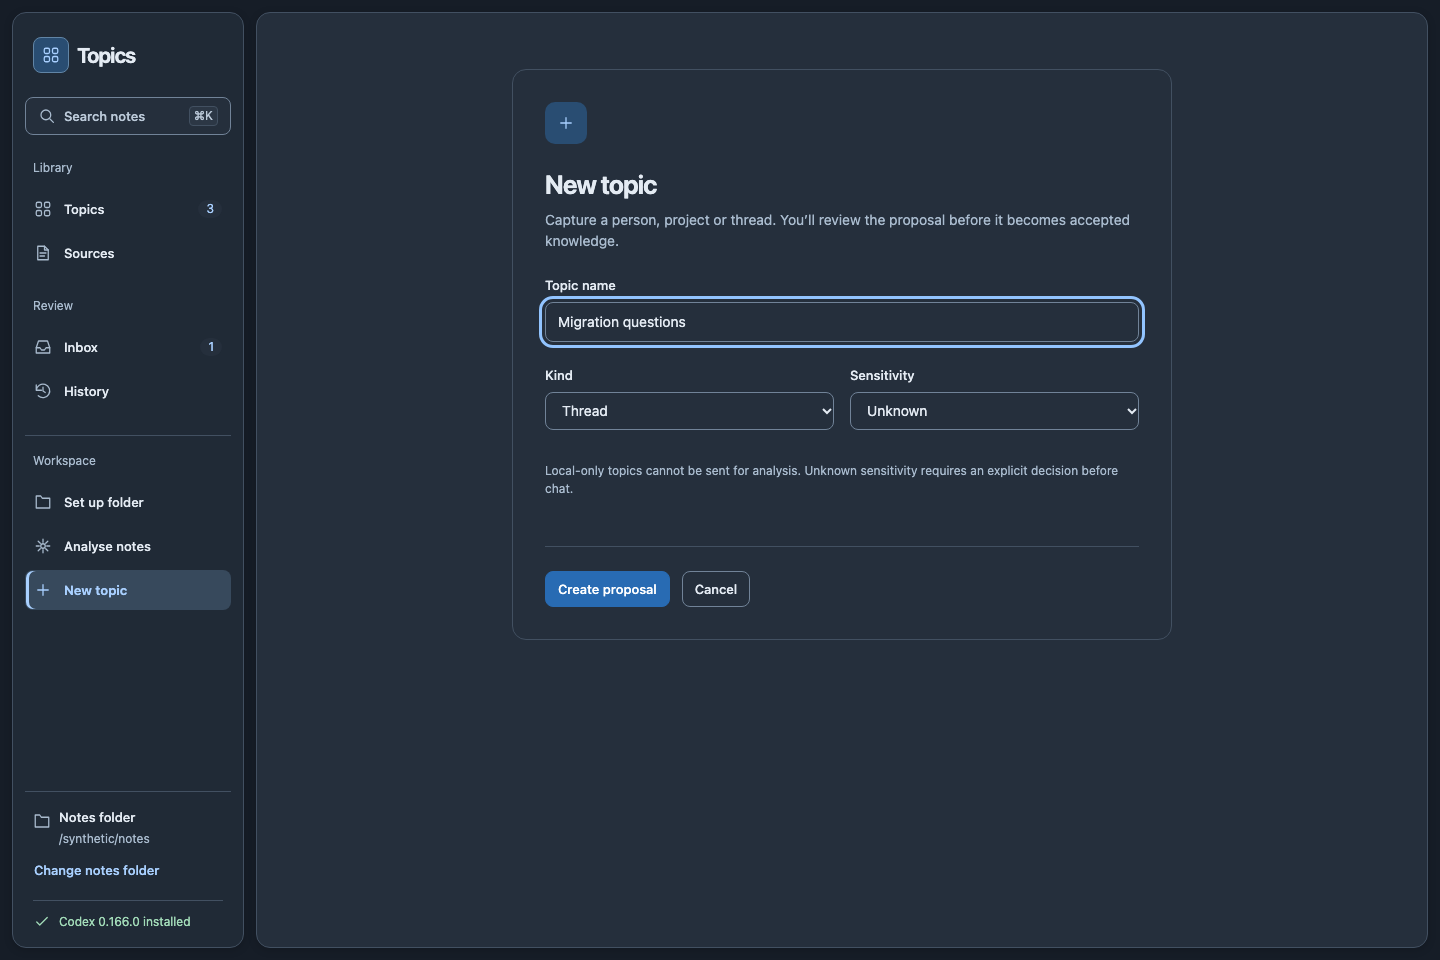 Topics
Search notes ⌘K
Library
Topics 3
Sources
Review
Inbox 1
History
Workspace
Set up folder
Analyse notes
New topic
Notes folder
/synthetic/notes
Change notes folder
Codex 0.166.0 installed
New topic
Capture a person, project or thread. You’ll review the proposal before it becomes accepted
knowledge.
Topic name
Migration questions
Kind Sensitivity
Thread Unknown
Local-only topics cannot be sent for analysis. Unknown sensitivity requires an explicit decision before
chat.
Create proposal Cancel